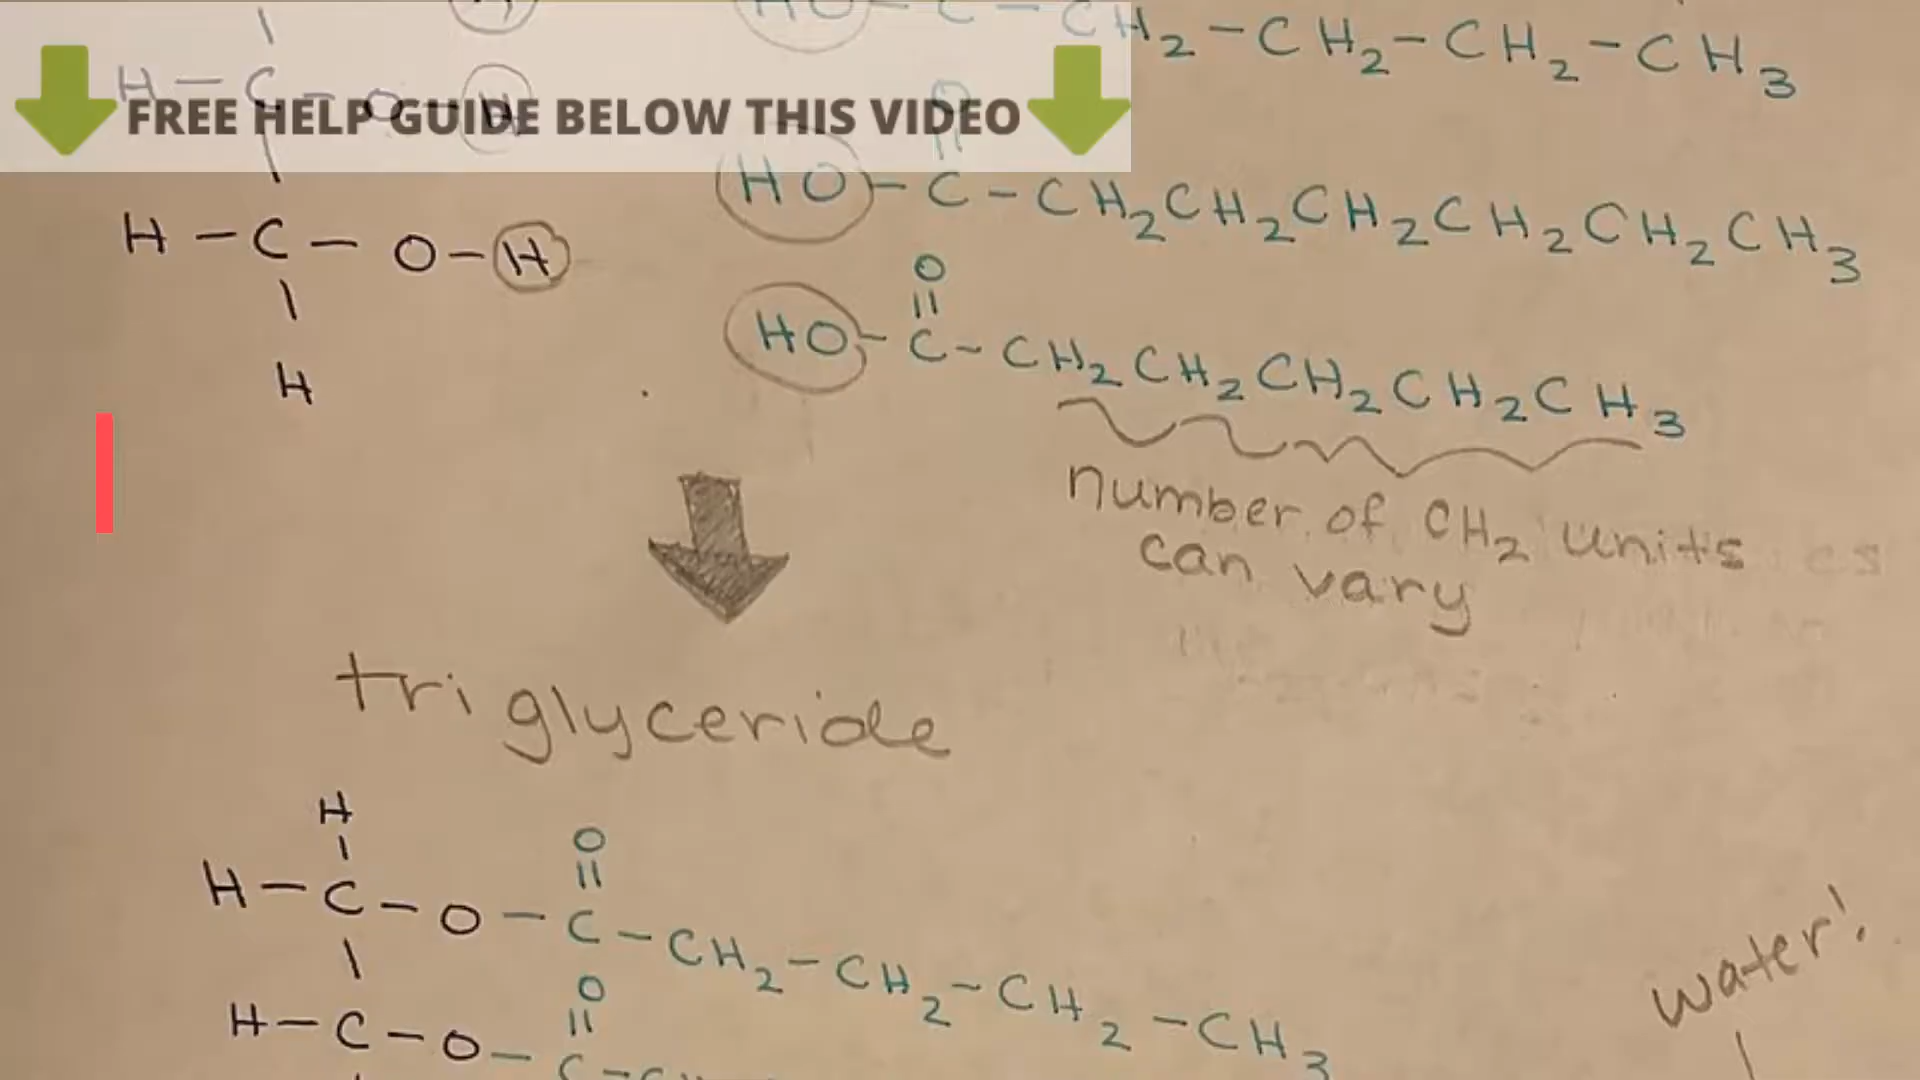 CH2-CH2-CH2-CH3
H-C-O-H
FREE HELP GUIDE BELOW THIS VIDEO
O
HO-C-CH2CH2CH2CH2CH2CH3
H-C-O-H
H
O
HO-C-CH2CH2CH2CH2CH3
number of CH2 units
can vary
triglyceride
H
O
H-C-O-C-CH2-CH2-CH2-CH3
water!
O
H-C-O-C-C